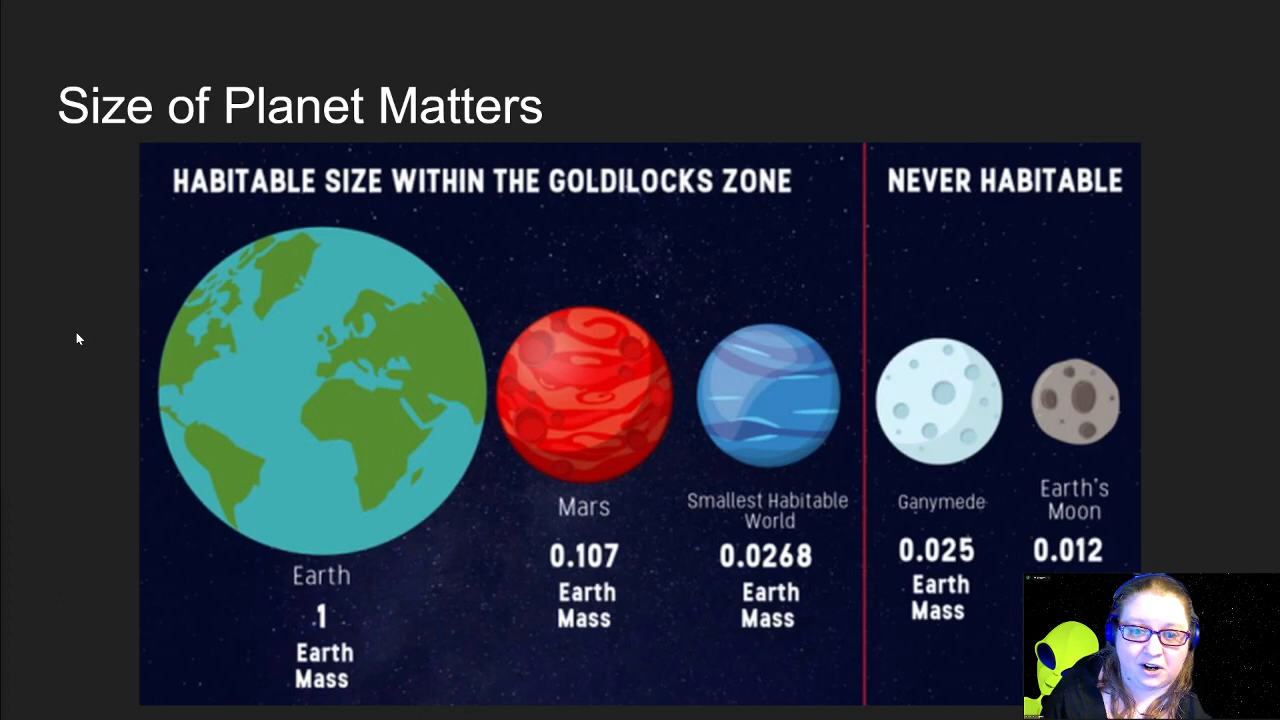 Size of Planet Matters
HABITABLE SIZE WITHIN THE GOLDILOCKS ZONE
NEVER HABITABLE
Earth
1
Earth
Mass
Mars
0.107
Earth
Mass
Smallest Habitable
World
0.0268
Earth
Mass
Ganymede
0.025
Earth
Mass
Earth's
Moon
0.012